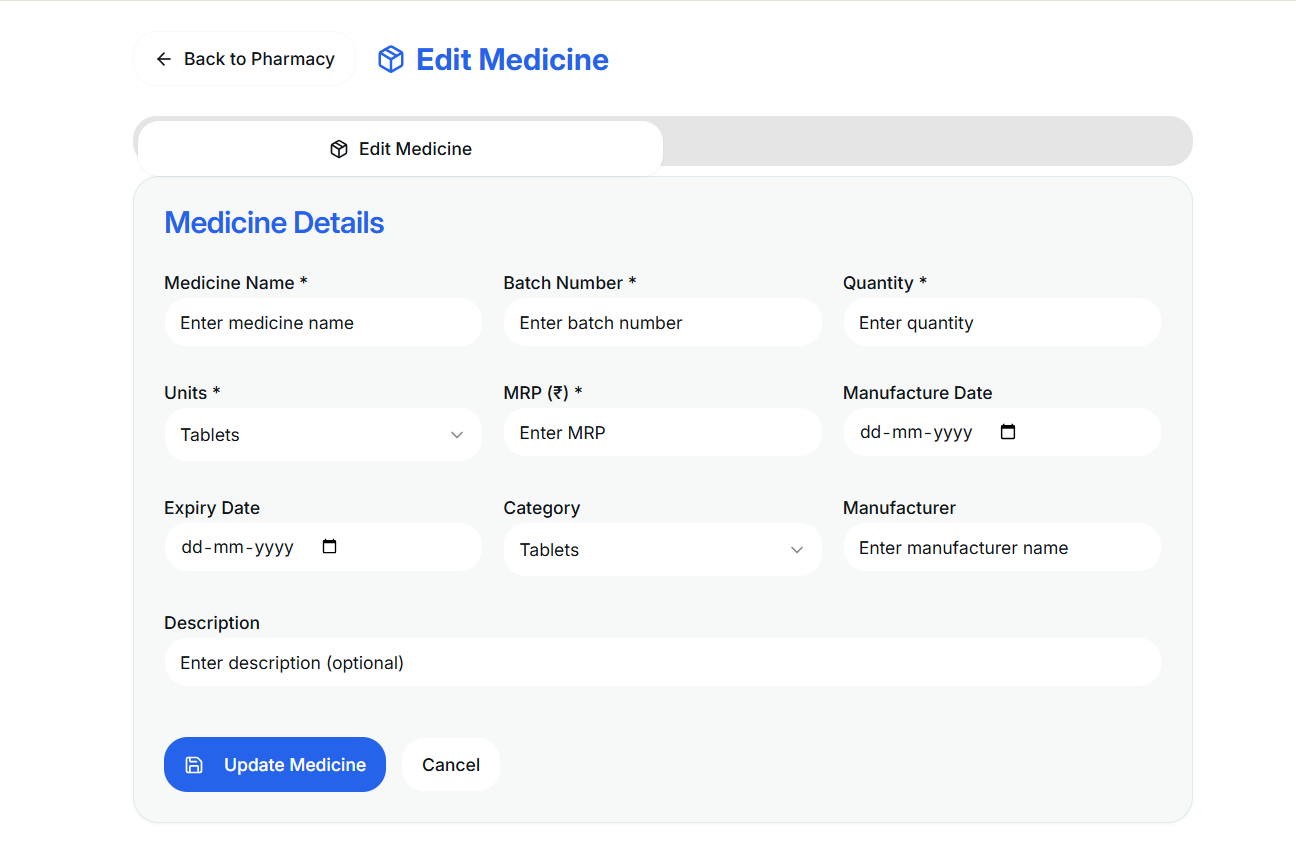 Back to Pharmacy
Edit Medicine
Edit Medicine
Medicine Details
Medicine Name * Batch Number * Quantity *
Enter medicine name Enter batch number Enter quantity
Units * MRP (₹) * Manufacture Date
Tablets Enter MRP dd-mm-yyyy
Expiry Date Category Manufacturer
dd-mm-yyyy Tablets Enter manufacturer name
Description
Enter description (optional)
Update Medicine Cancel